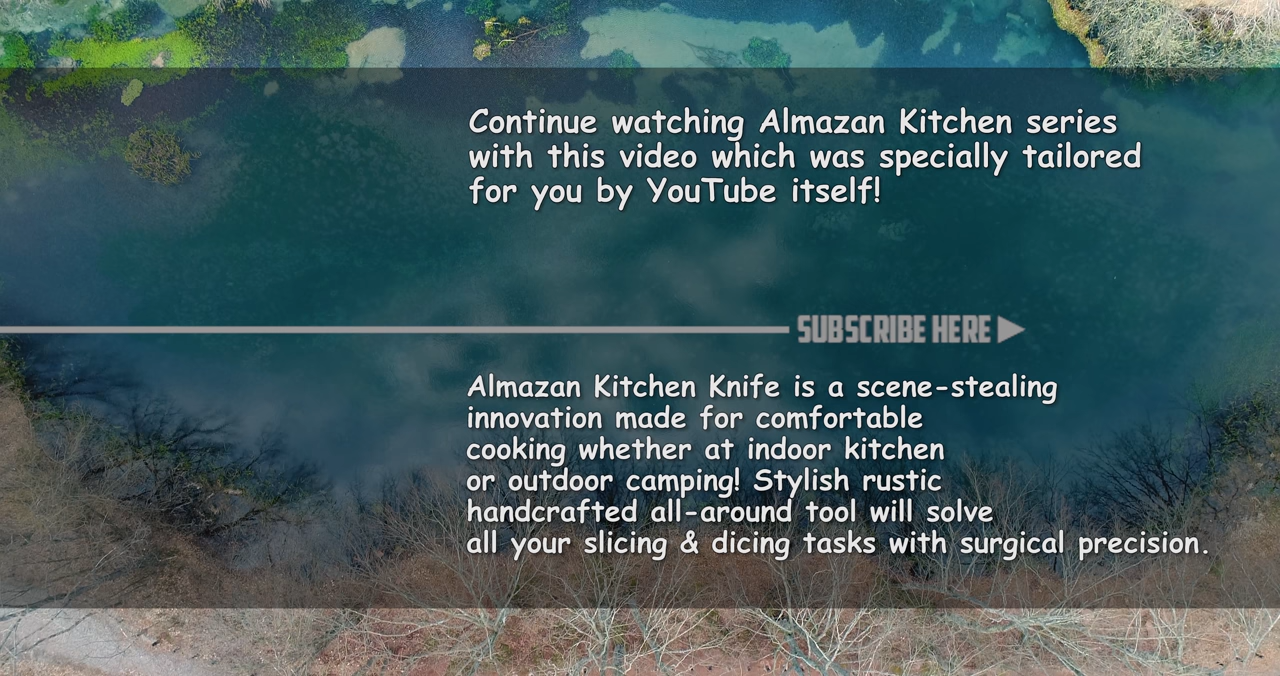 Continue watching Almazan Kitchen series
with this video which was specially tailored
for you by YouTube itself!
SUBSCRIBE HERE
Almazan Kitchen Knife is a scene-stealing
innovation made for comfortable
cooking whether at indoor kitchen
or outdoor camping! Stylish rustic
handcrafted all-around tool will solve
all your slicing & dicing tasks with surgical precision.